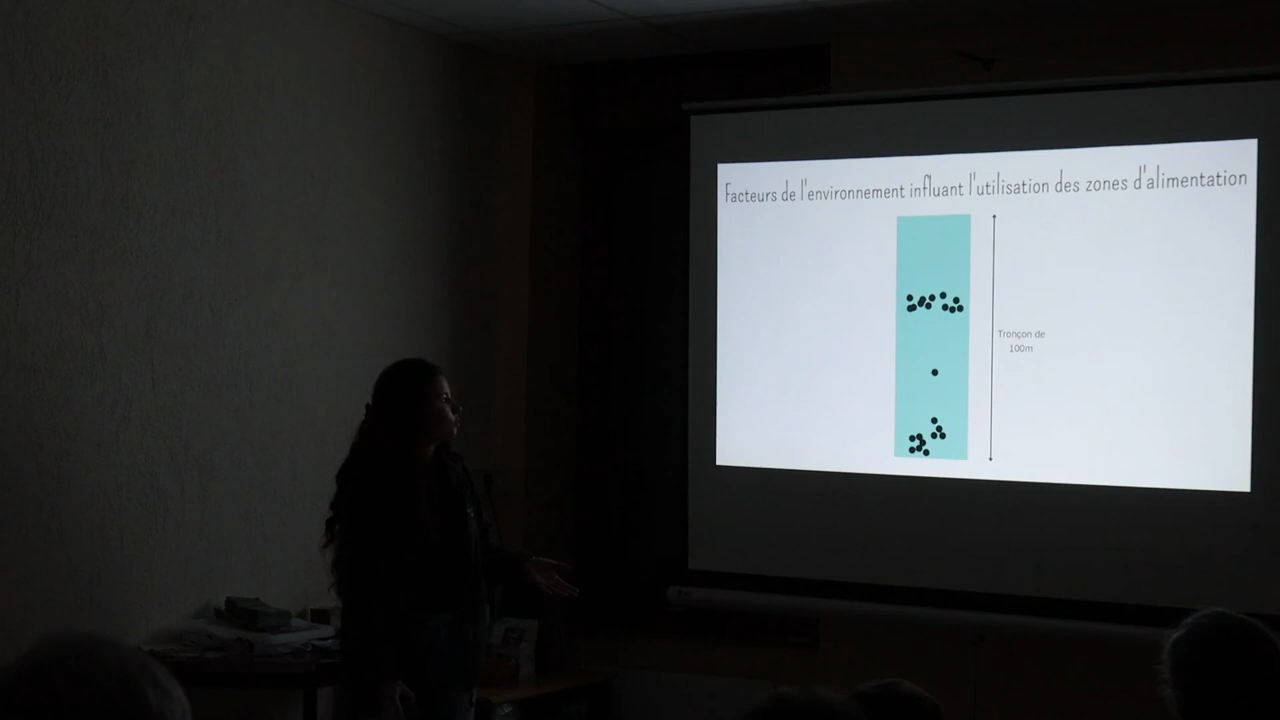 Facteurs de l'environnement influant l'utilisation des zones d'alimentation
Tronçon de
100m